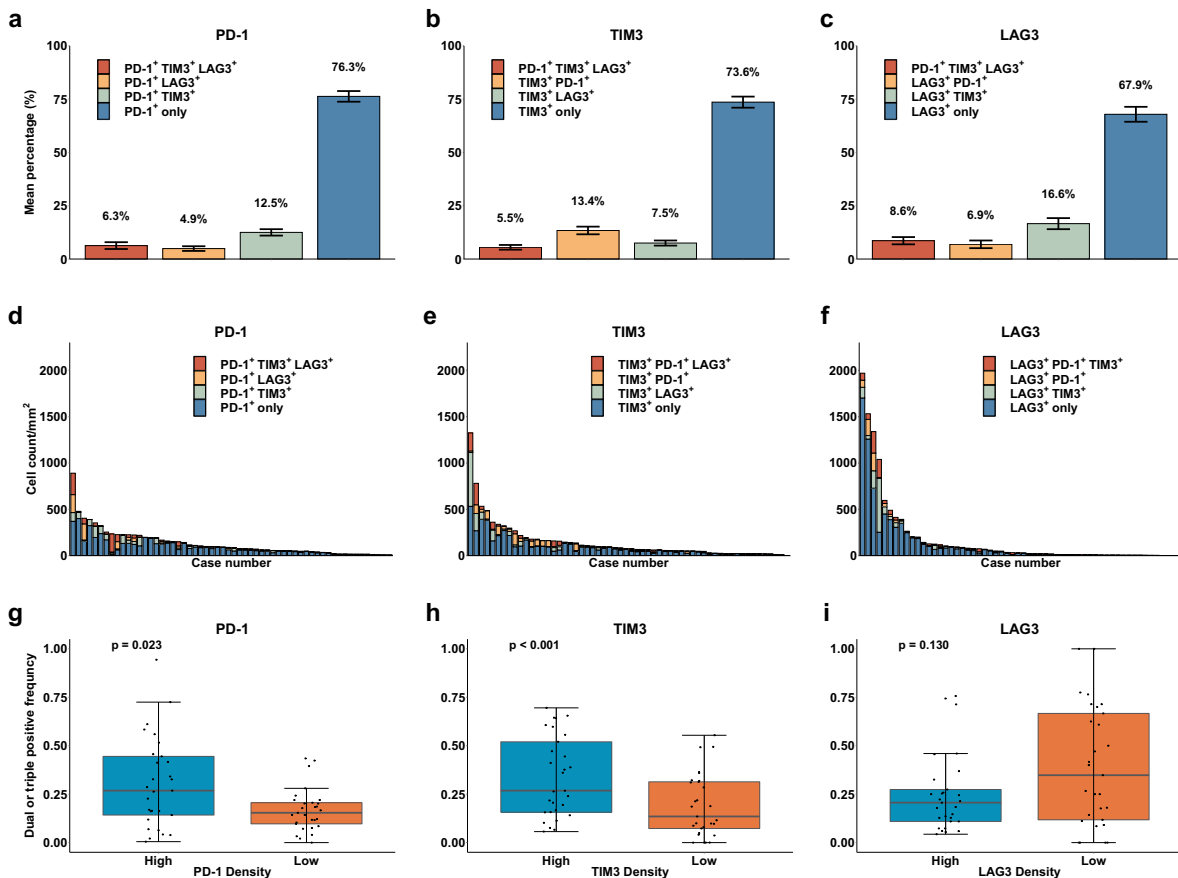 a
PD-1
Mean percentage (%)
100
75
50
25
0
PD-1+ TIM3+ LAG3+
PD-1+ LAG3+
PD-1+ TIM3+
PD-1+ only
6.3%
4.9%
12.5%
76.3%
b
TIM3
100
75
50
25
0
PD-1+ TIM3+ LAG3+
TIM3+ PD-1+
TIM3+ LAG3+
TIM3+ only
5.5%
13.4%
7.5%
73.6%
c
LAG3
100
75
50
25
0
PD-1+ TIM3+ LAG3+
LAG3+ PD-1+
LAG3+ TIM3+
LAG3+ only
8.6%
6.9%
16.6%
67.9%
d
PD-1
Cell count/mm2
2000
1500
1000
500
0
PD-1+ TIM3+ LAG3+
PD-1+ LAG3+
PD-1+ TIM3+
PD-1+ only
Case number
e
TIM3
2000
1500
1000
500
0
TIM3+ PD-1+ LAG3+
TIM3+ PD-1+
TIM3+ LAG3+
TIM3+ only
Case number
f
LAG3
2000
1500
1000
500
0
LAG3+ PD-1+ TIM3+
LAG3+ PD-1+
LAG3+ TIM3+
LAG3+ only
Case number
g
PD-1
Dual or triple positive frequncy
1.00
0.75
0.50
0.25
0.00
p = 0.023
High
Low
PD-1 Density
h
TIM3
1.00
0.75
0.50
0.25
0.00
p < 0.001
High
Low
TIM3 Density
i
LAG3
1.00
0.75
0.50
0.25
0.00
p = 0.130
High
Low
LAG3 Density